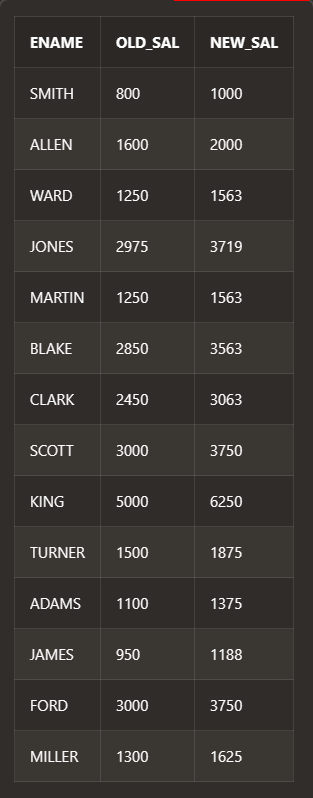 ENAME OLD_SAL NEW_SAL
SMITH 800 1000
ALLEN 1600 2000
WARD 1250 1563
JONES 2975 3719
MARTIN 1250 1563
BLAKE 2850 3563
CLARK 2450 3063
SCOTT 3000 3750
KING 5000 6250
TURNER 1500 1875
ADAMS 1100 1375
JAMES 950 1188
FORD 3000 3750
MILLER 1300 1625